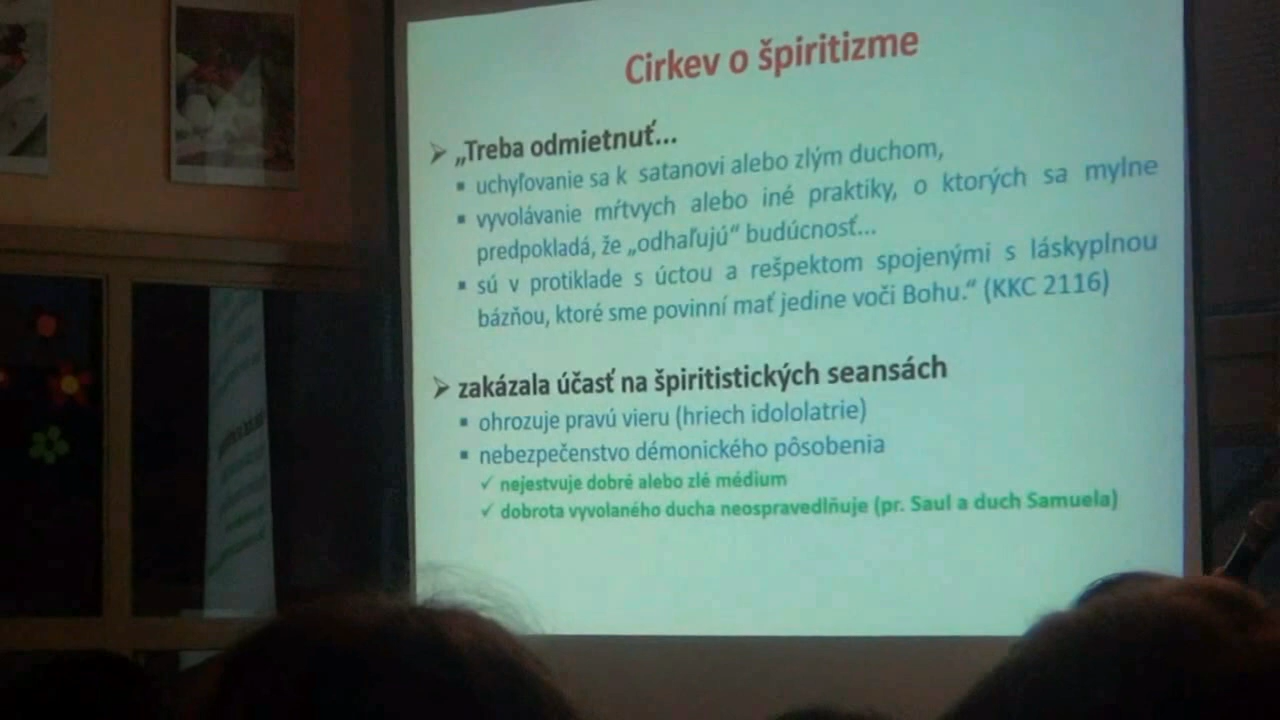 Cirkev o špiritizme
➢ „Treba odmietnuť...
▪ uchyľovanie sa k satanovi alebo zlým duchom,
▪ vyvolávanie mŕtvych alebo iné praktiky, o ktorých sa mylne
predpokladá, že „odhaľujú“ budúcnosť...
▪ sú v protiklade s úctou a rešpektom spojenými s láskyplnou
bázňou, ktoré sme povinní mať jedine voči Bohu.“ (KKC 2116)
➢ zakázala účasť na špiritistických seansách
▪ ohrozuje pravú vieru (hriech idololatrie)
▪ nebezpečenstvo démonického pôsobenia
✓ nejestvuje dobré alebo zlé médium
✓ dobrota vyvolaného ducha neospravedlňuje (pr. Saul a duch Samuela)